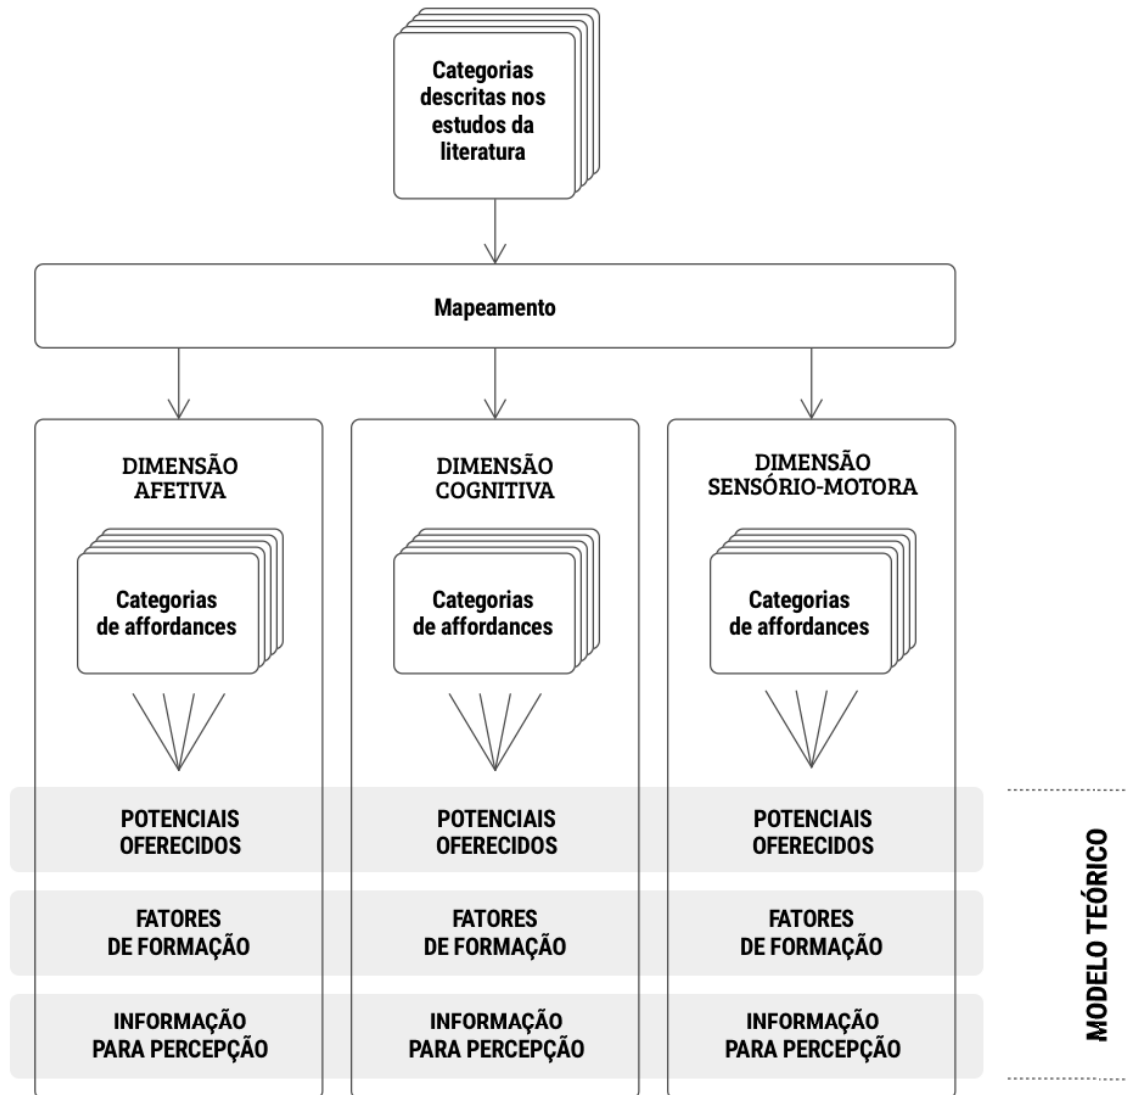 Categorias
descritas nos
estudos da
literatura
Mapeamento
DIMENSÃO
AFETIVA
DIMENSÃO
COGNITIVA
DIMENSÃO
SENSÓRIO-MOTORA
Categorias
de affordances
Categorias
de affordances
Categorias
de affordances
POTENCIAIS
OFERECIDOS
POTENCIAIS
OFERECIDOS
POTENCIAIS
OFERECIDOS
FATORES
DE FORMAÇÃO
FATORES
DE FORMAÇÃO
FATORES
DE FORMAÇÃO
INFORMAÇÃO
PARA PERCEPÇÃO
INFORMAÇÃO
PARA PERCEPÇÃO
INFORMAÇÃO
PARA PERCEPÇÃO
MODELO TEÓRICO